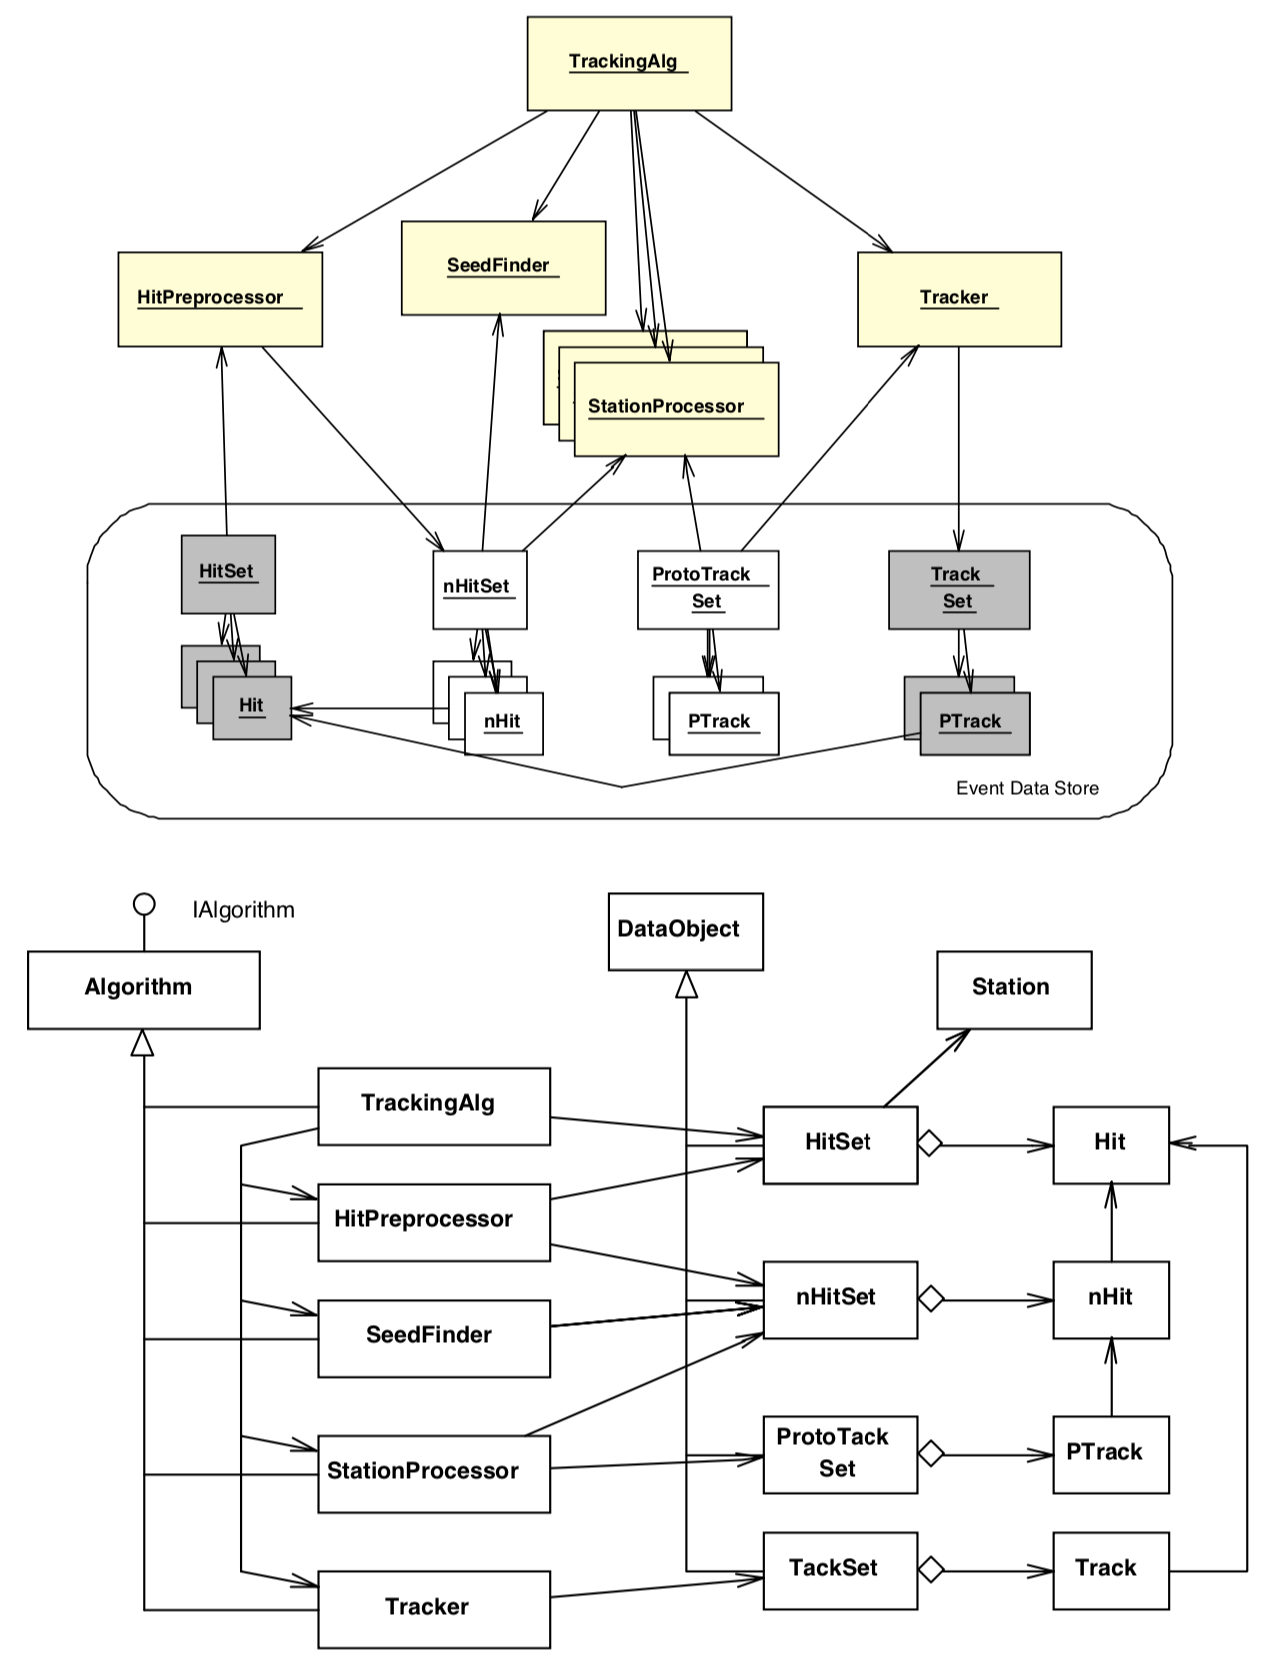 TrackingAlg
SeedFinder
HitPreprocessor
Tracker
StationProcessor
HitSet
nHitSet
ProtoTrack
Set
Track
Set
Hit
nHit
PTrack
PTrack
Event Data Store
IAlgorithm
DataObject
Algorithm
Station
TrackingAlg
HitSet
Hit
HitPreprocessor
nHitSet
nHit
SeedFinder
ProtoTack
Set
PTrack
StationProcessor
TackSet
Track
Tracker